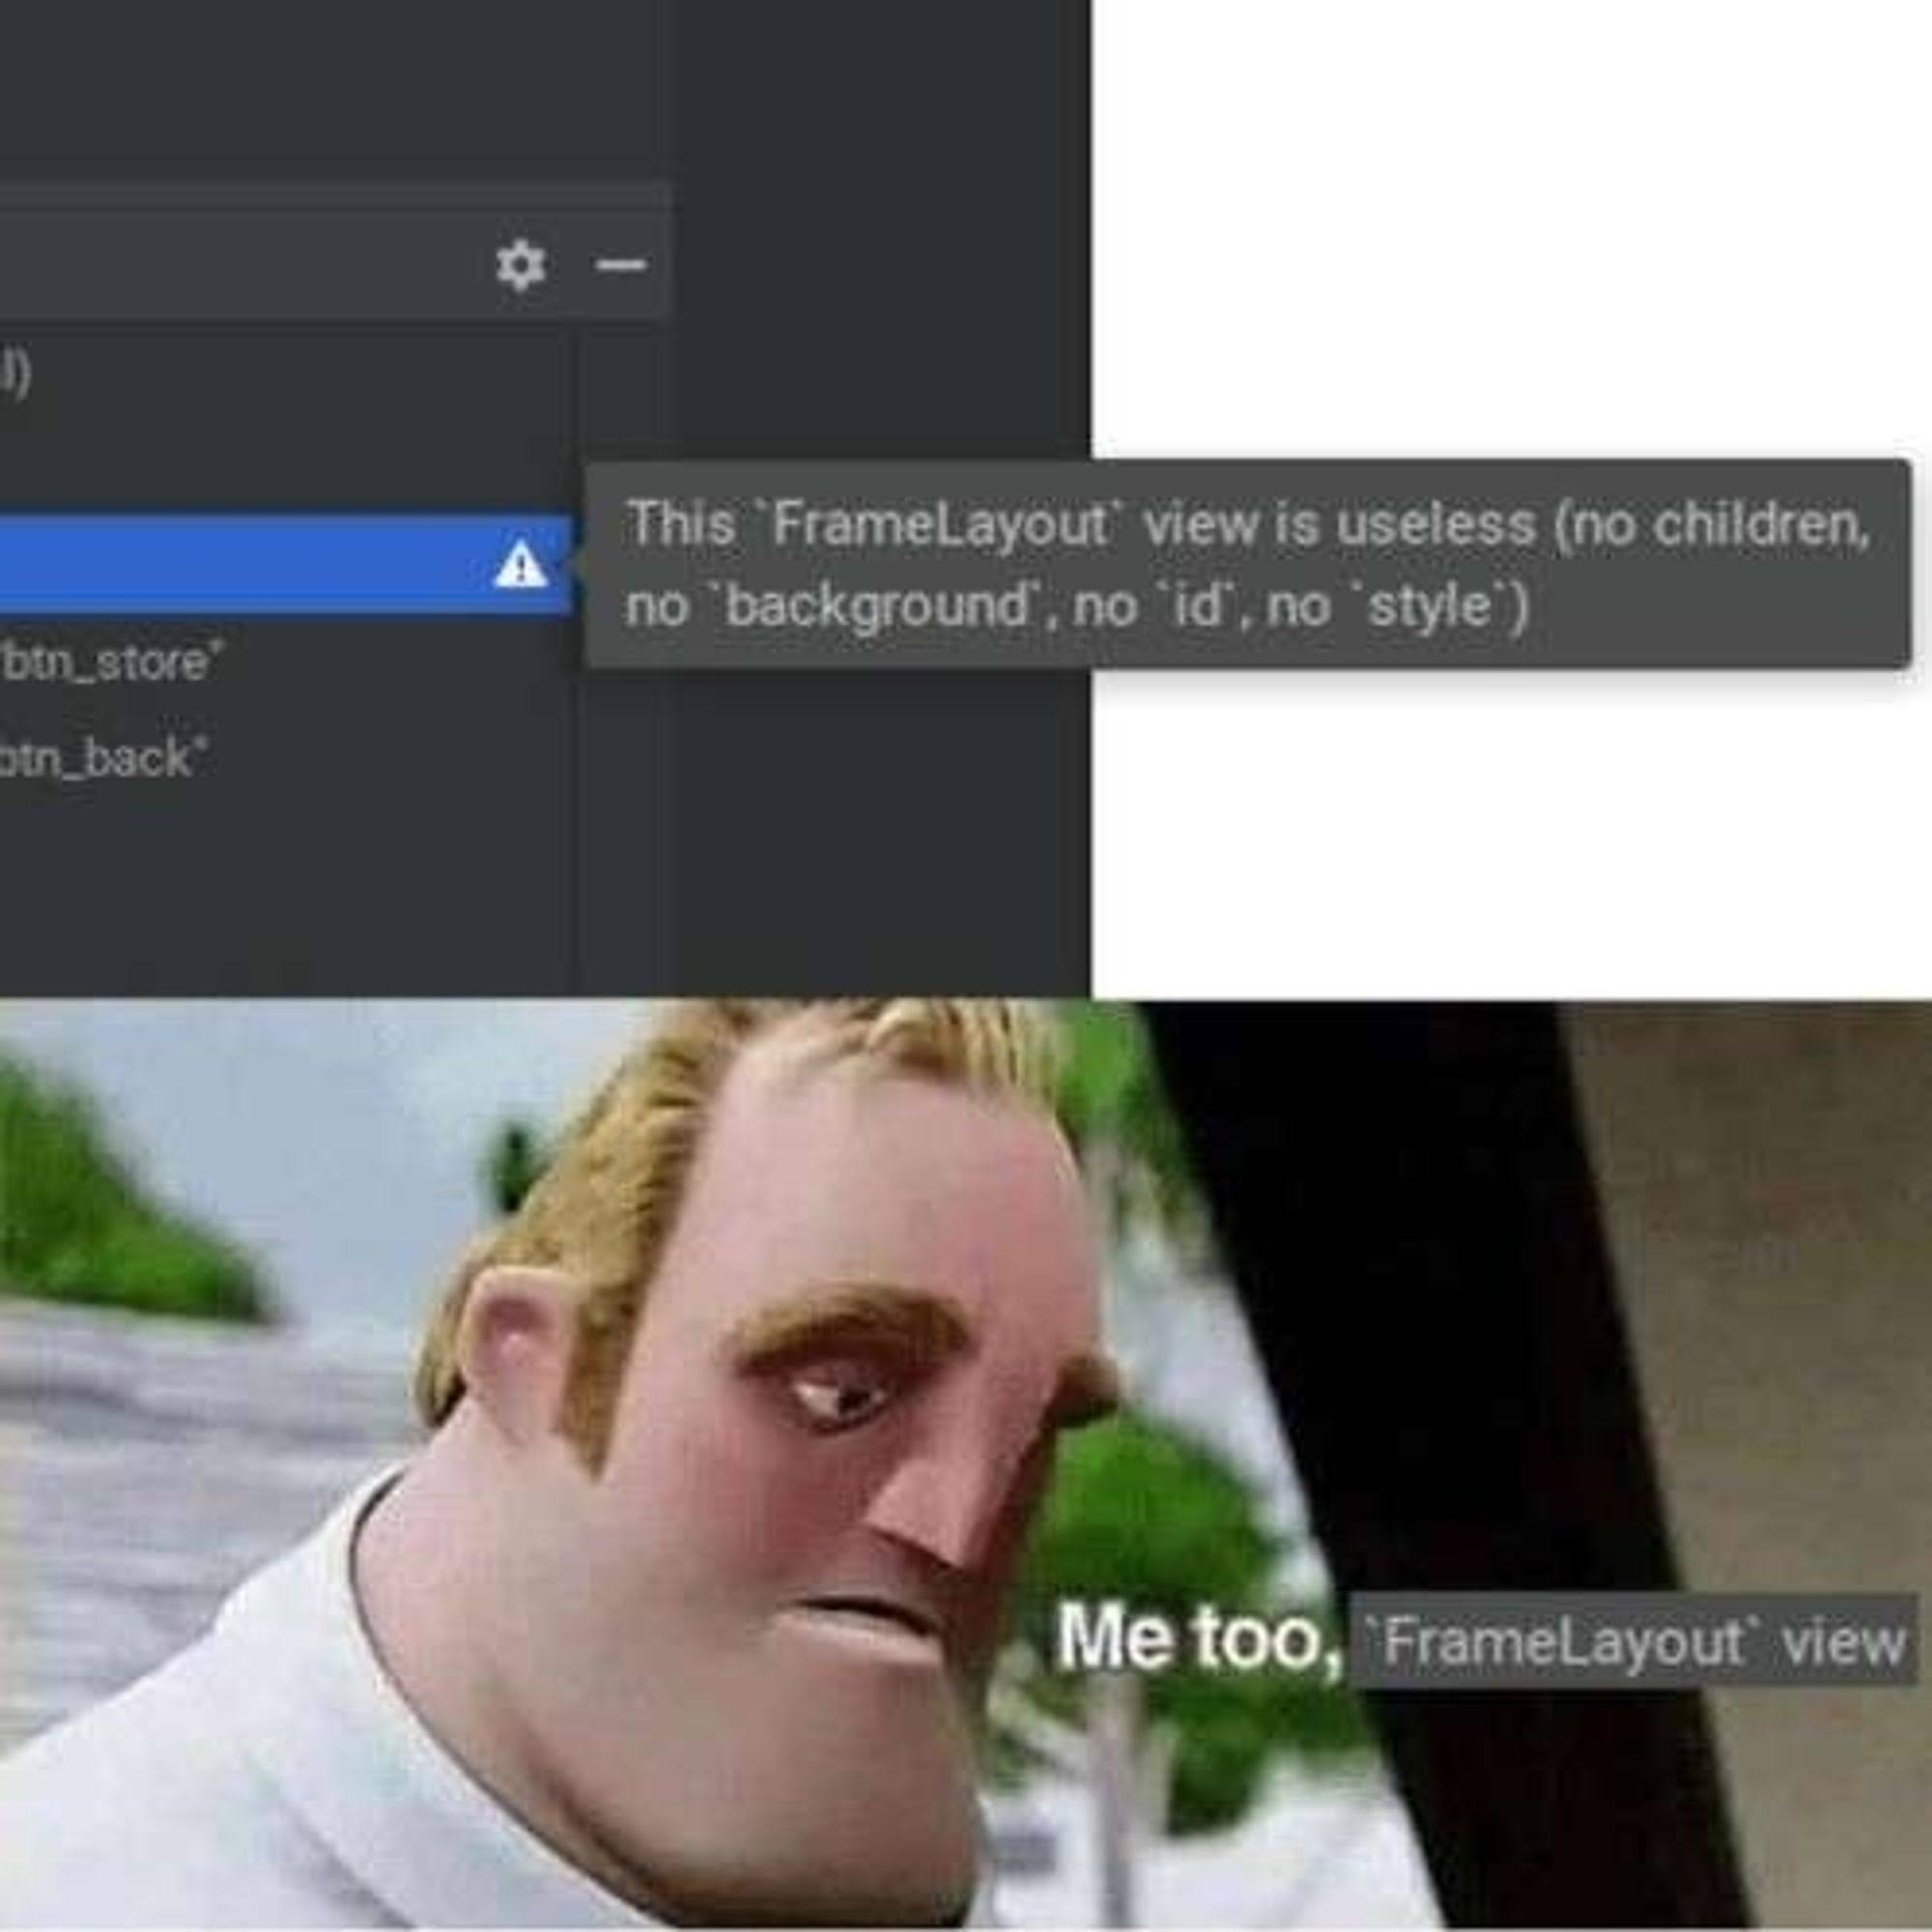 l)
This `FrameLayout` view is useless (no children,
no `background`, no `id`, no `style`)
"btn_store"
btn_back"
Me too, `FrameLayout` view